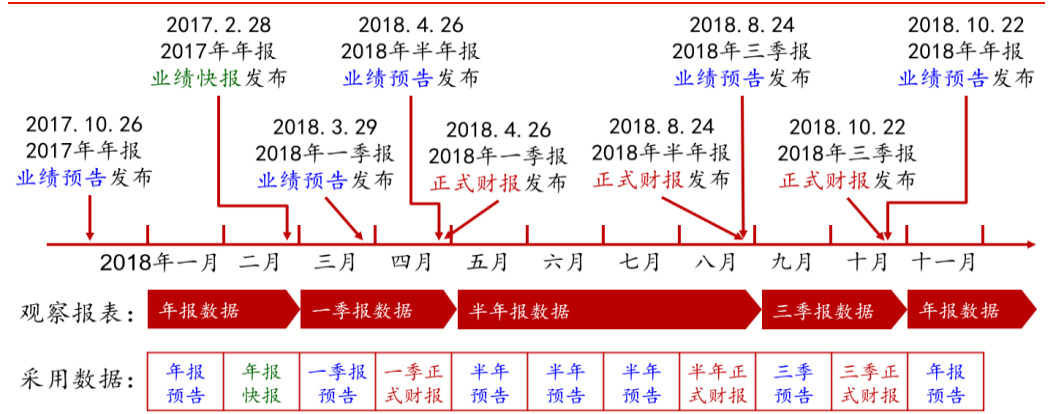 2017.2.28
2017年年报
业绩快报发布
2018.4.26
2018年半年报
业绩预告发布
2018.8.24
2018年三季报
业绩预告发布
2018.10.22
2018年年报
业绩预告发布
2017.10.26
2017年年报
业绩预告发布
2018.3.29
2018年一季报
业绩预告发布
2018.4.26
2018年一季报
正式财报发布
2018.8.24
2018年半年报
正式财报发布
2018.10.22
2018年三季报
正式财报发布
2018年一月 二月 三月 四月 五月 六月 七月 八月 九月 十月 十一月
观察报表： 年报数据 一季报数据 半年报数据 三季报数据 年报数据
采用数据：
年报
预告
年报
快报
一季报
预告
一季正
式财报
半年
预告
半年
预告
半年
预告
半年正
式财报
三季
预告
三季正
式财报
年报
预告